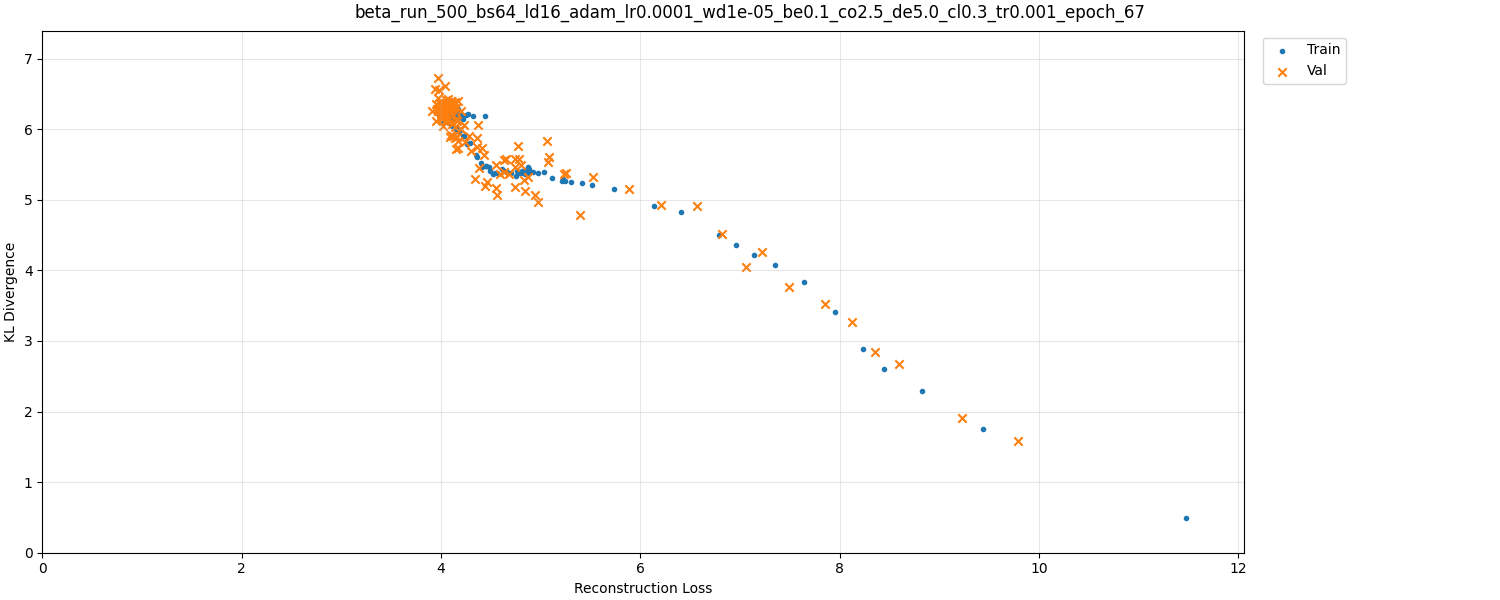 beta_run_500_bs64_ld16_adam_lr0.0001_wd1e-05_be0.1_co2.5_de5.0_cl0.3_tr0.001_epoch_67
Train
Val
7
6
5
4
3
2
1
0
KL Divergence
0 2 4 6 8 10 12
Reconstruction Loss